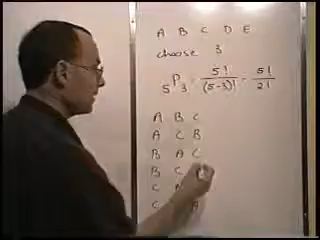 A B C D E
choose 3
₅P₃ = 5! / (5-3)! = 5! / 2!
A B C
A C B
B A C
B C
C
C